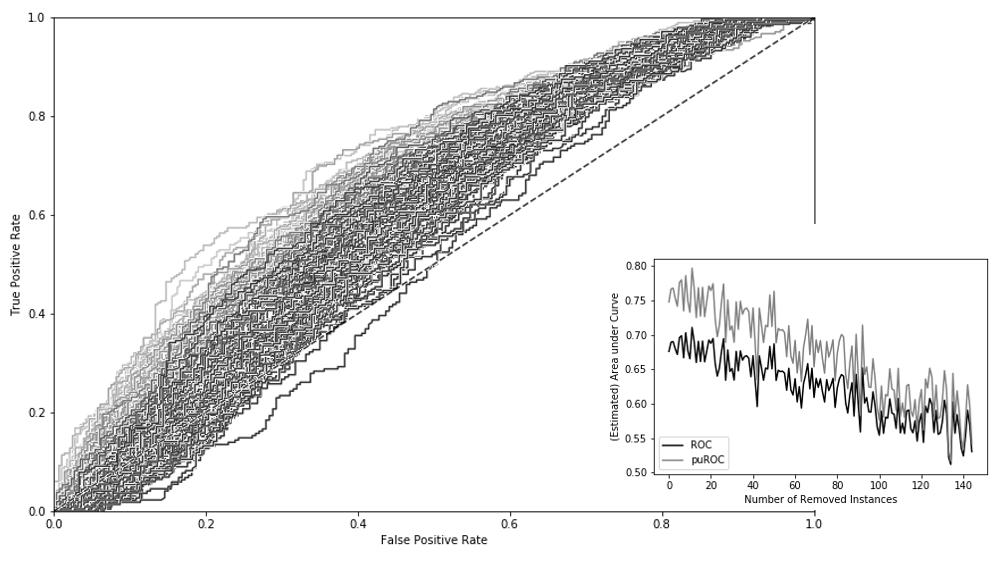 1.0
0.8
0.6
0.4
0.2
0.0
True Positive Rate
0.0 0.2 0.4 0.6 0.8 1.0
False Positive Rate
0.80
0.75
0.70
0.65
0.60
0.55
0.50
(Estimated) Area under Curve
ROC
puROC
0 20 40 60 80 100 120 140
Number of Removed Instances